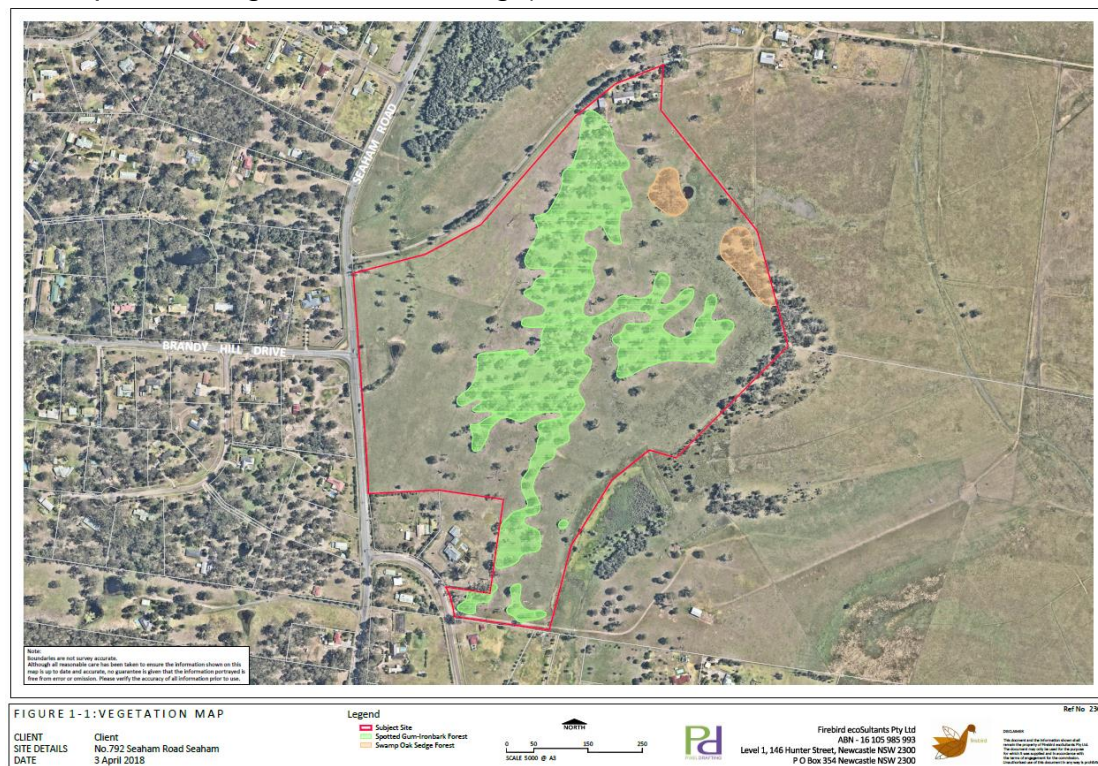 SEAHAM ROAD
BRANDY HILL DRIVE
Note:
Boundaries are not survey accurate.
Although all reasonable care has been taken to ensure the information shown on this
map is up to date and accurate, no guarantee is given that the information portrayed is
free from error or omission. Please verify the accuracy of all information prior to use.
FIGURE 1-1: VEGETATION MAP
CLIENT Client
SITE DETAILS No.792 Seaham Road Seaham
DATE 3 April 2018
Legend
Subject Site
Spotted Gum-Ironbark Forest
Swamp Oak Sedge Forest
NORTH
0 50 150 250
SCALE 5000 @ A3
Pd
Firebird ecoSultants Pty Ltd
ABN - 16 105 985 993
Level 1, 146 Hunter Street, Newcastle NSW 2300
P O Box 354 Newcastle NSW 2300
Ref No
DISCLAIMER